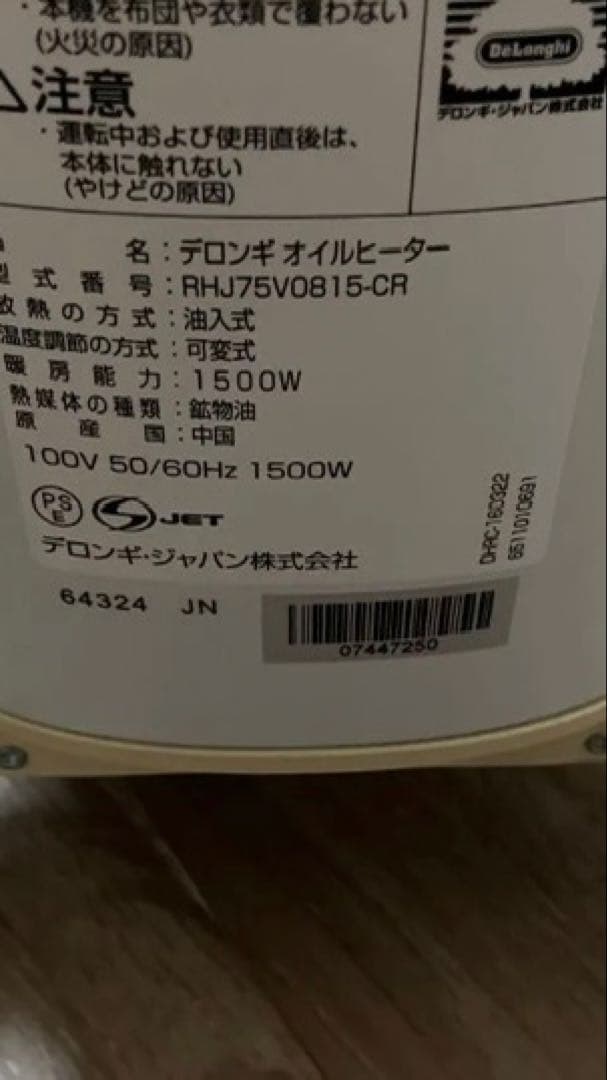 ・本機を布団や衣類で覆わない
(火災の原因)
注意
・運転中および使用直後は、
本体に触れない
(やけどの原因)
DeLonghi
デロンギ・ジャパン株式会社
名：デロンギ オイルヒーター
型式番号：RHJ75V0815-CR
放熱の方式：油入式
温度調節の方式：可変式
暖房能力：1500W
熱媒体の種類：鉱物油
原産国：中国
100V 50/60Hz 1500W
PSE JET
デロンギ・ジャパン株式会社
64324 JN
07447250
DHRC-160322
6511010691